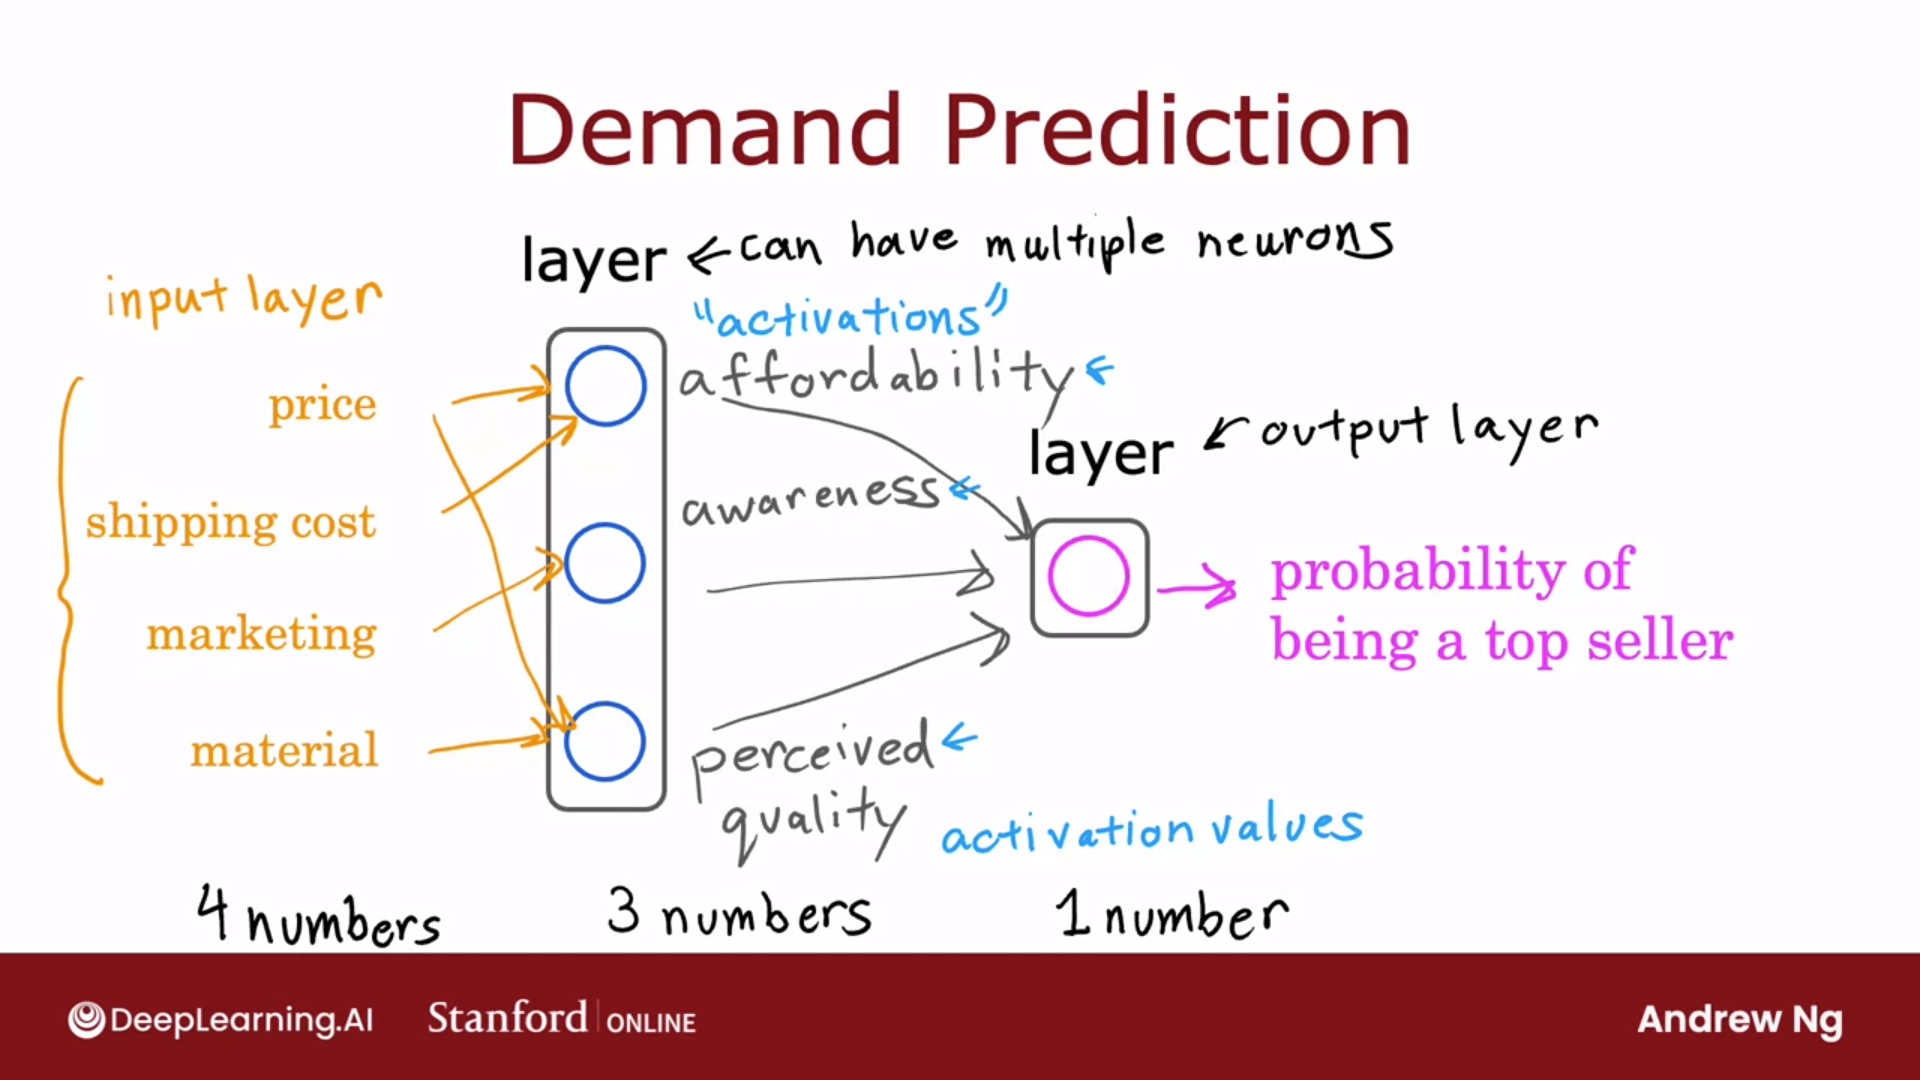 Demand Prediction
layer ← can have multiple neurons
input layer
"activations"
affordability
price
layer ← output layer
awareness
shipping cost
probability of
being a top seller
marketing
material
perceived
quality
activation values
4 numbers
3 numbers
1 number
DeepLearning.AI
Stanford | ONLINE
Andrew Ng